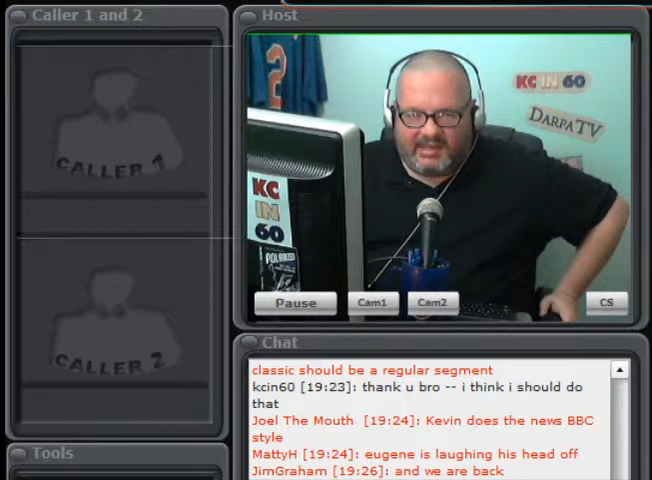 Caller 1 and 2
CALLER 1
CALLER 2
Tools
Host
2
KC IN 60
DARPATV
KC
IN
60
POLARIZED
Pause
Cam1
Cam2
CS
Chat
classic should be a regular segment
kcin60 [19:23]: thank u bro -- i think i should do
that
Joel The Mouth [19:24]: Kevin does the news BBC
style
MattyH [19:24]: eugene is laughing his head off
JimGraham [19:26]: and we are back